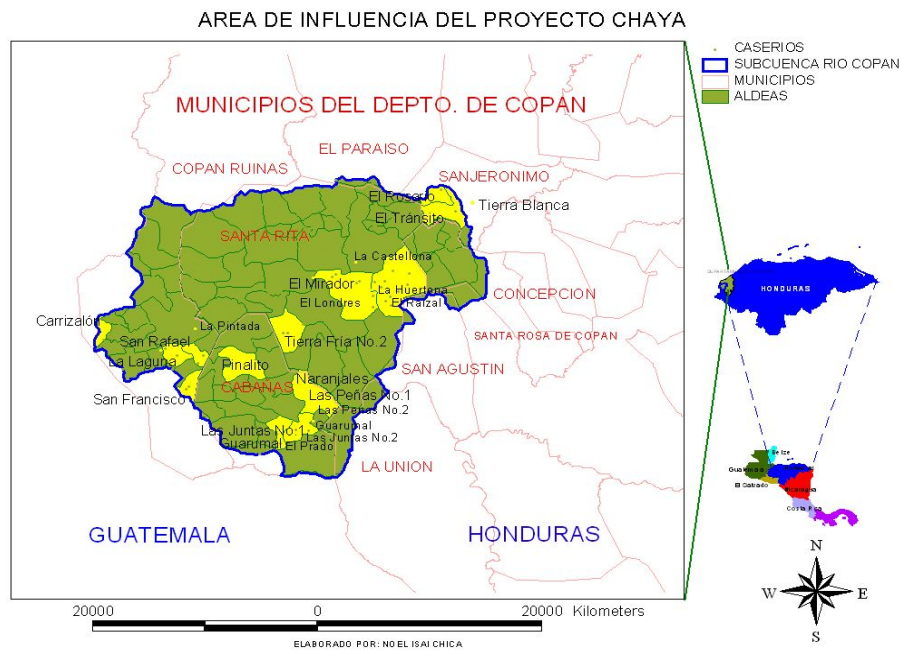 AREA DE INFLUENCIA DEL PROYECTO CHAYA
CASERIOS
SUBCUENCA RIO COPAN
MUNICIPIOS
ALDEAS
MUNICIPIOS DEL DEPTO. DE COPAN
EL PARAISO
COPAN RUINAS
SANJERONIMO
El Rosario
Tierra Blanca
El Tránsito
SANTA RITA
La Castellona
El Mirador
La Huertena
CONCEPCION
El Londres
El Raizal
Carrizalón
La Pintada
SANTA ROSA DE COPAN
San Rafael
Tierra Fría No.2
La Laguna
Pinalito
SAN AGUSTIN
CABAÑAS
Naranjales
San Francisco
Las Peñas No.1
Las Peñas No.2
Guarumal
Las Juntas No.1
Las Juntas No.2
Guarumal
El Prado
LA UNION
GUATEMALA
HONDURAS
HONDURAS
Belize
Guatemala
El Salvado
Nicaragua
Costa Rica
N
W
E
S
20000 0 20000 Kilometers
ELABORADO POR: NOEL ISAI CHICA